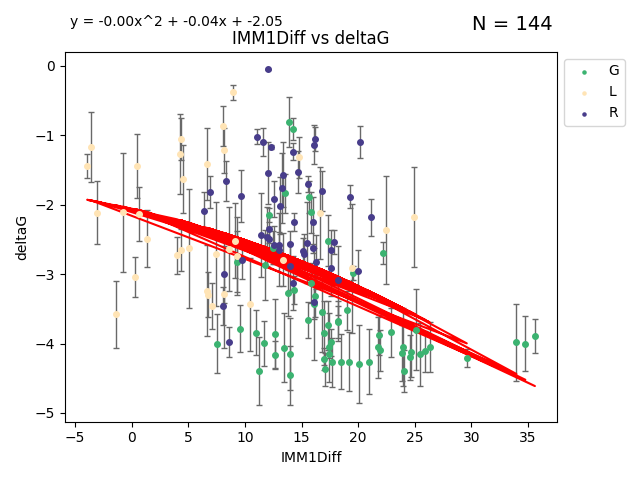 y = -0.00x^2 + -0.04x + -2.05
N = 144
IMM1Diff vs deltaG
G
L
R
deltaG
0
−1
−2
−3
−4
−5
−5 0 5 10 15 20 25 30 35
IMM1Diff